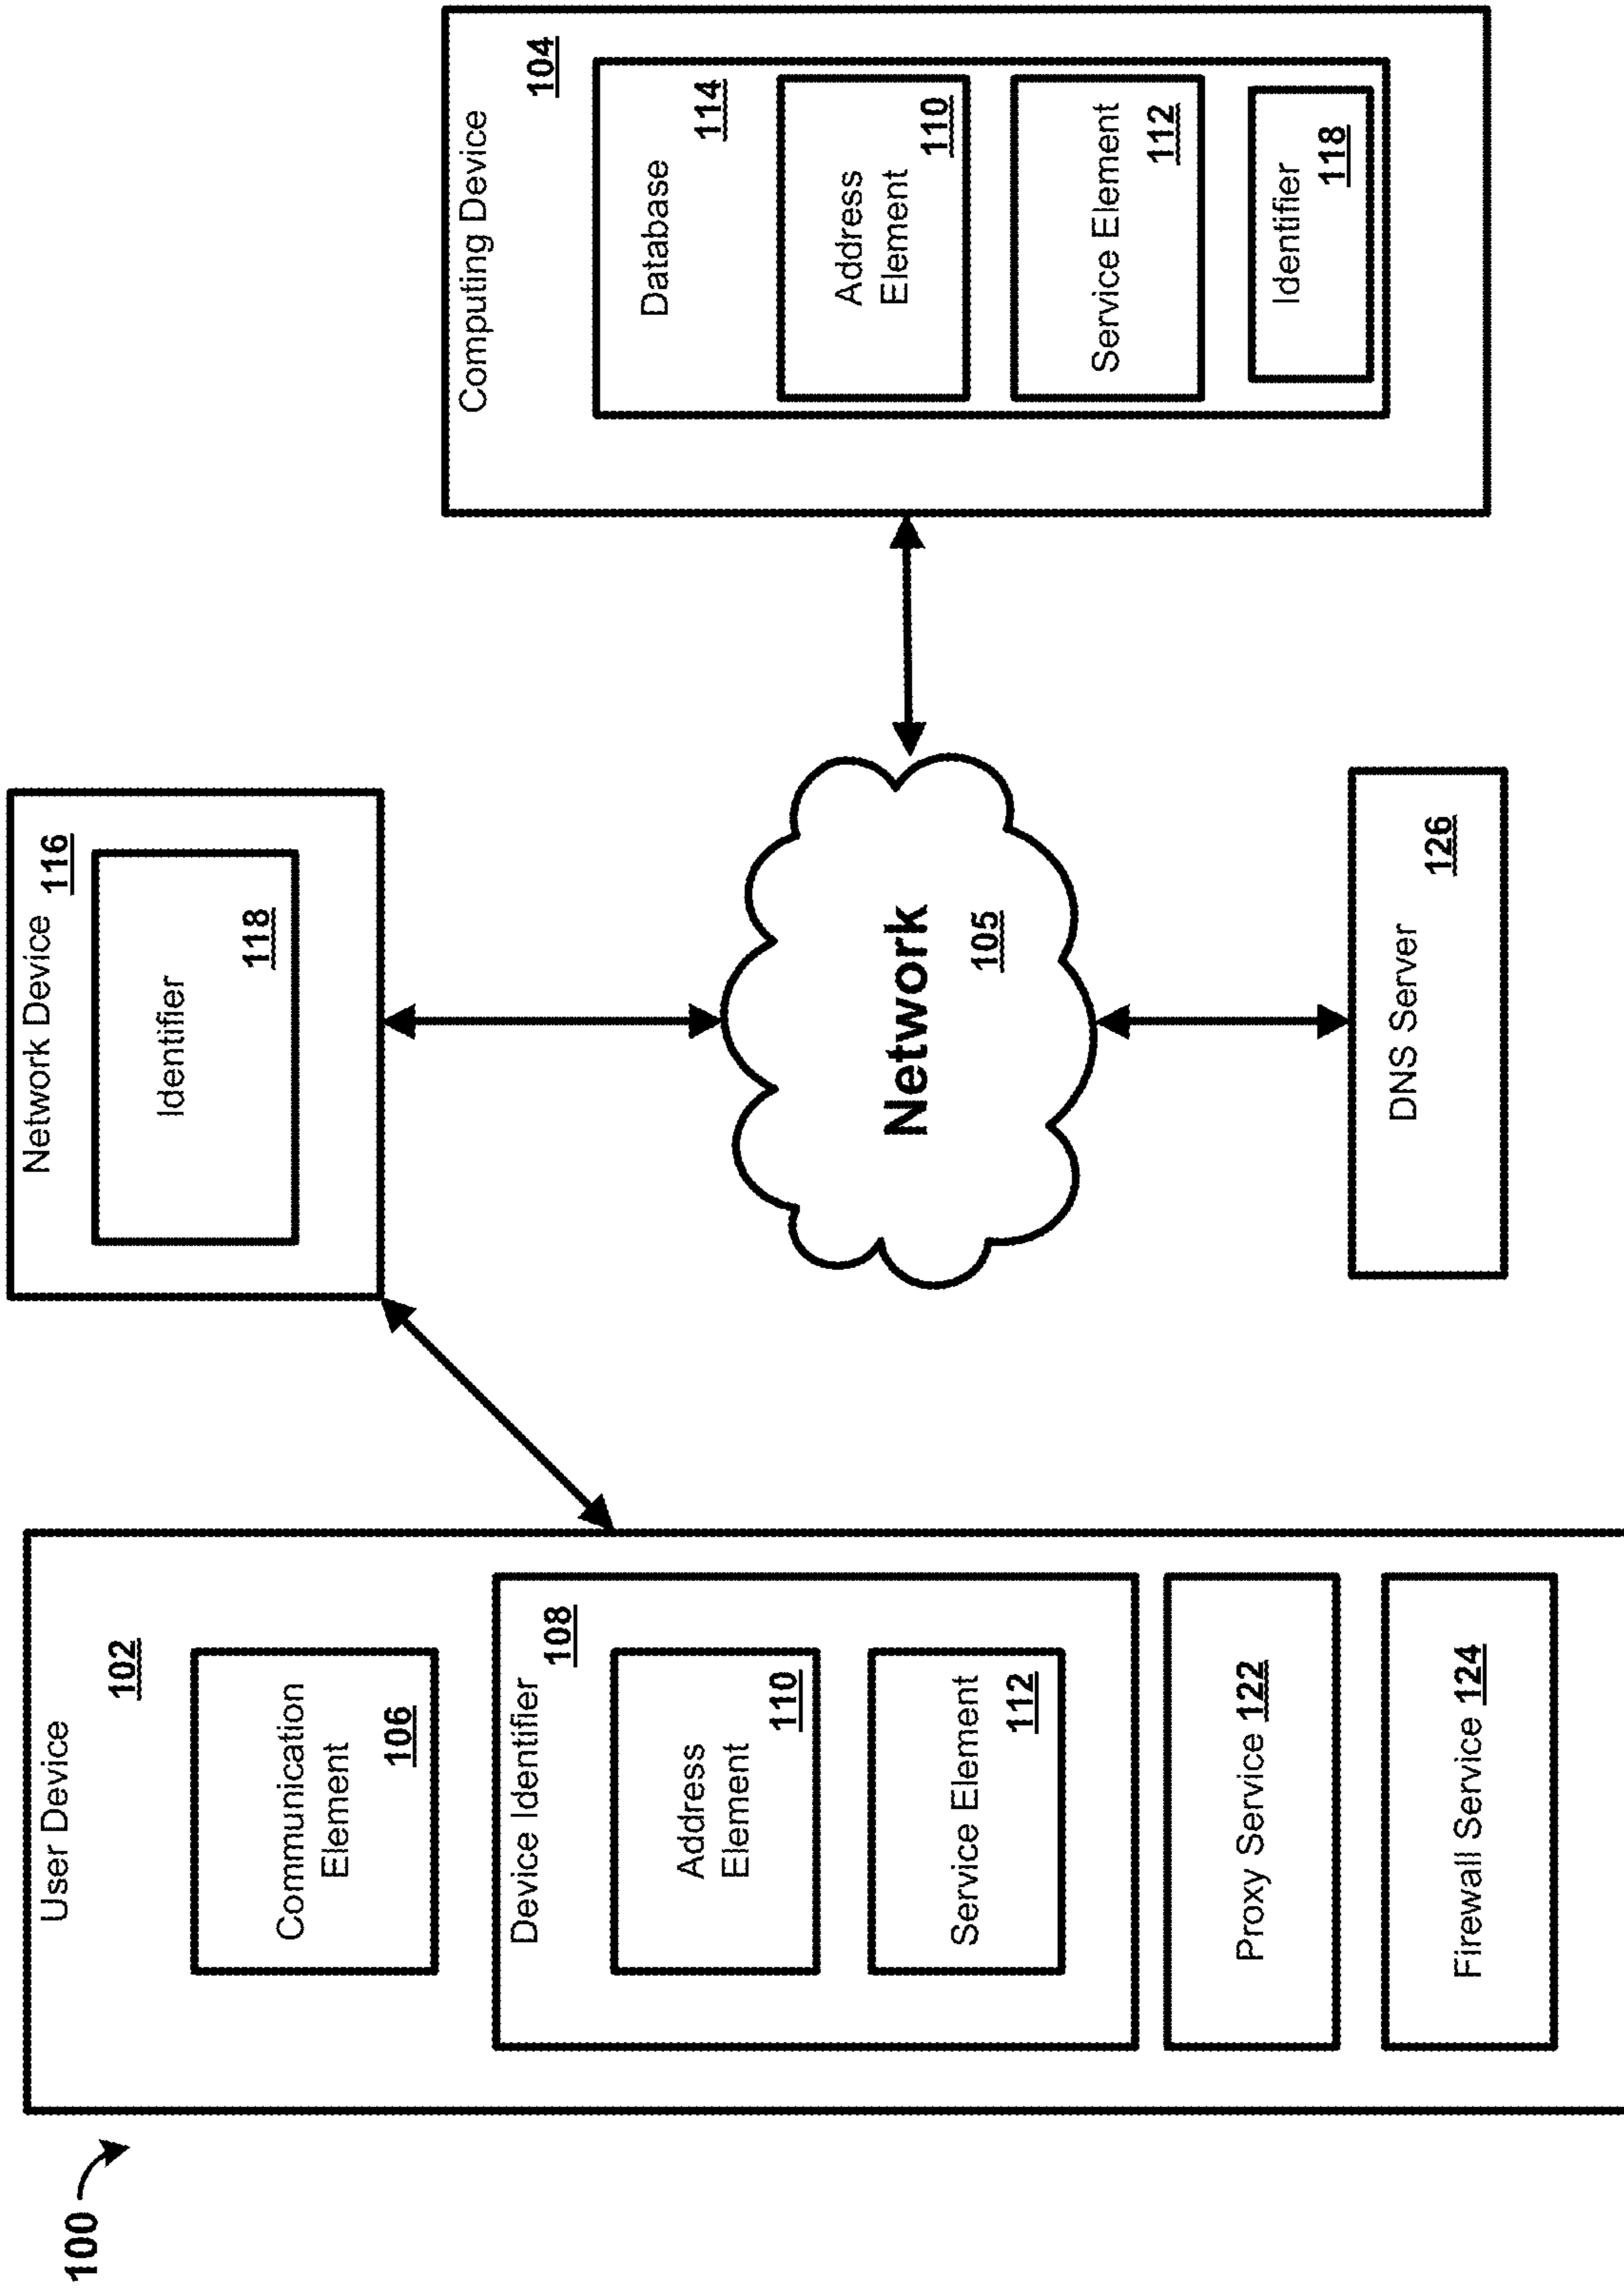 100
User Device
102
Communication
Element
106
Device Identifier
108
Address
Element
110
Service Element
112
Proxy Service 122
Firewall Service 124
Network Device
116
Identifier
118
Network
105
DNS Server
126
Computing Device
104
Database
114
Address
Element
110
Service Element
112
Identifier
118